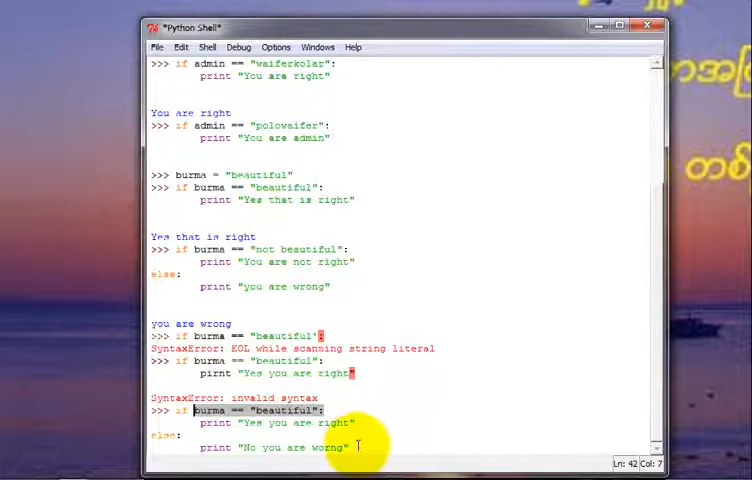 *Python Shell*
File Edit Shell Debug Options Windows Help
>>> if admin == "waiferkolar":
print "You are right"
You are right
>>> if admin == "polowaifer":
print "You are admin"
>>> burma = "beautiful"
>>> if burma == "beautiful":
print "Yes that is right"
Yes that is right
>>> if burma == "not beautiful":
print "You are not right"
else:
print "you are wrong"
you are wrong
>>> if burma == "beautiful':
SyntaxError: EOL while scanning string literal
>>> if burma == "beautiful":
pirnt "Yes you are right"
SyntaxError: invalid syntax
>>> if burma == "beautiful":
print "Yes you are right"
else:
print "No you are worng"
Ln: 42 Col: 7
တစ်